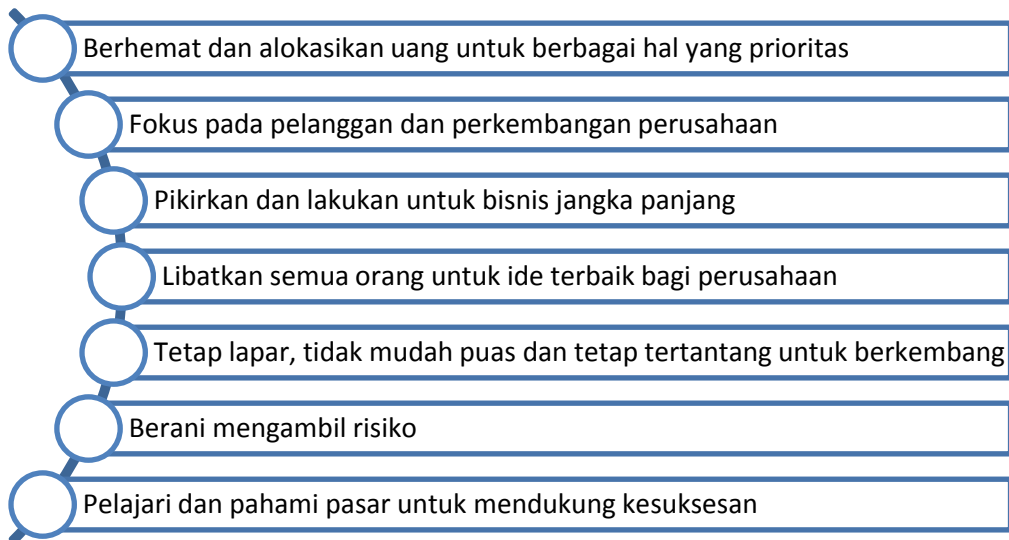 Berhemat dan alokasikan uang untuk berbagai hal yang prioritas
Fokus pada pelanggan dan perkembangan perusahaan
Pikirkan dan lakukan untuk bisnis jangka panjang
Libatkan semua orang untuk ide terbaik bagi perusahaan
Tetap lapar, tidak mudah puas dan tetap tertantang untuk berkembang
Berani mengambil risiko
Pelajari dan pahami pasar untuk mendukung kesuksesan